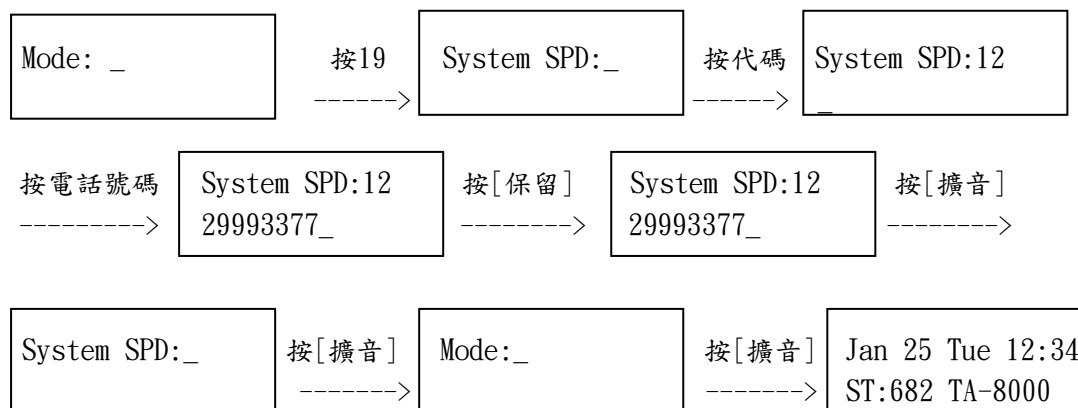 Mode: _ 按19 System SPD:_ 按代碼 System SPD:12
------> ------> _
按電話號碼 System SPD:12 按[保留] System SPD:12 按[擴音]
---------> 29993377_ --------> 29993377_ -------->
System SPD:_ 按[擴音] Mode:_ 按[擴音] Jan 25 Tue 12:34
-------> -------> ST:682 TA-8000